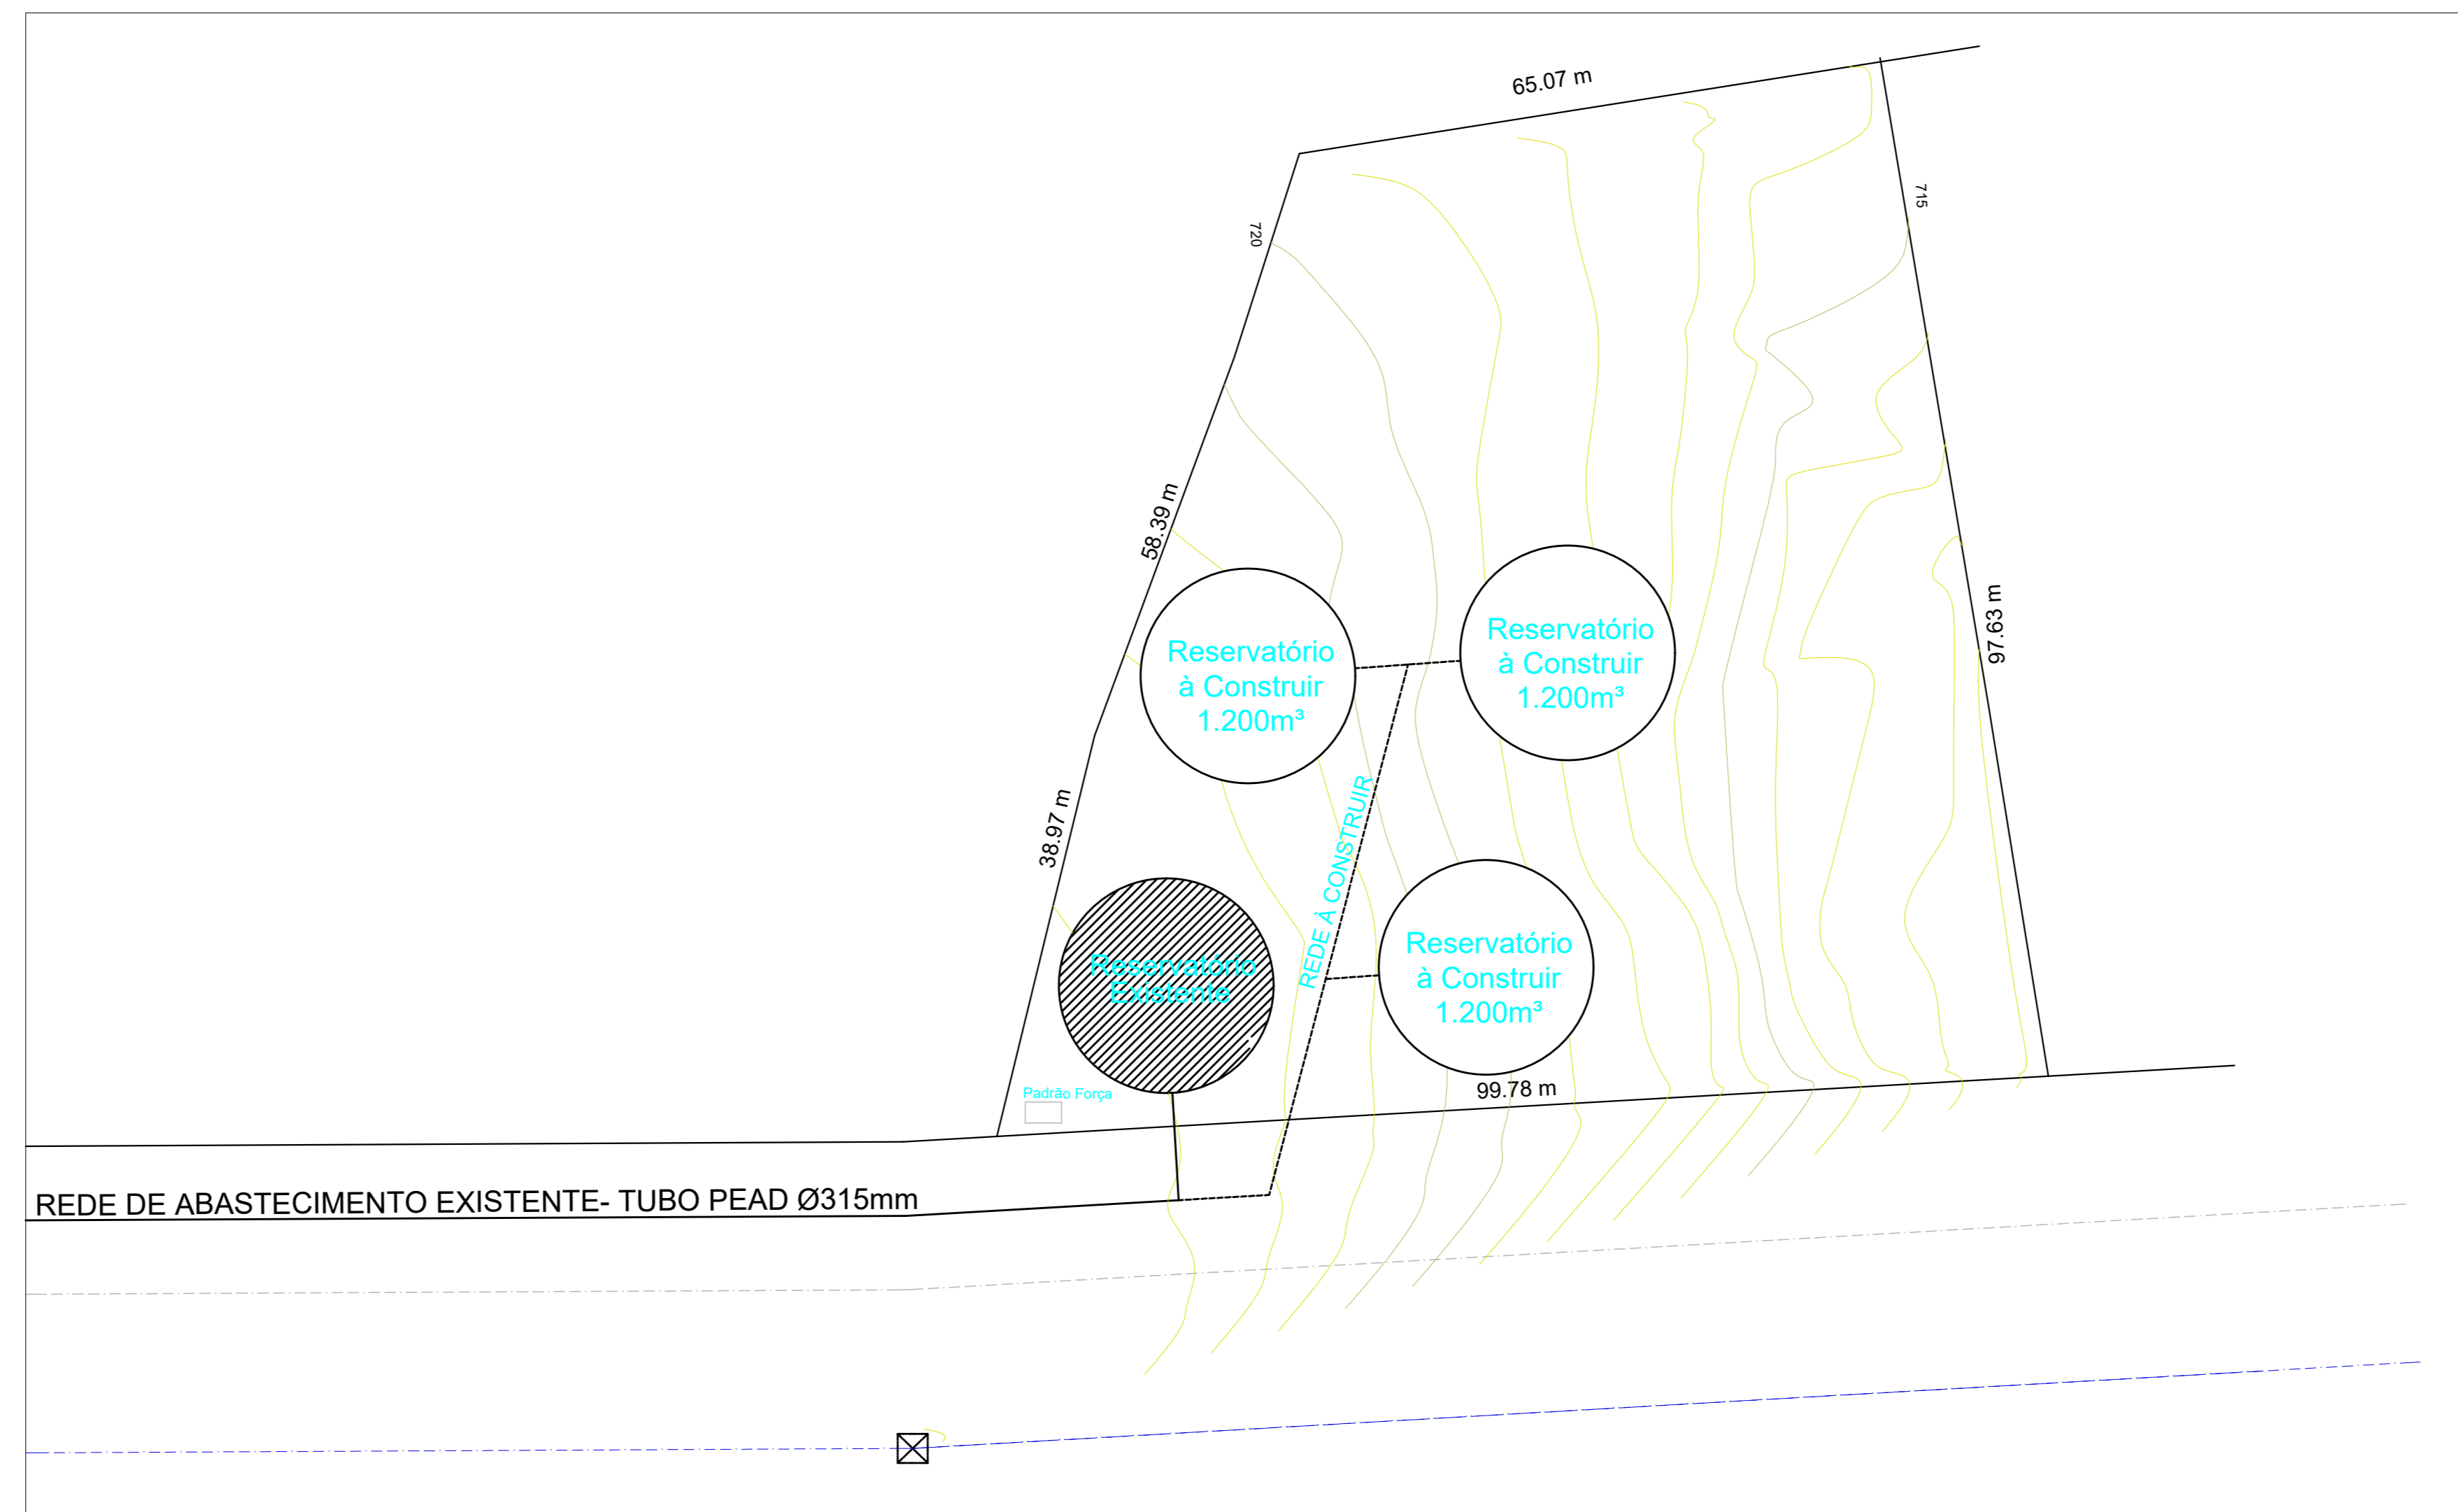 65.07 m
715
720
58.39 m
97.63 m
Reservatório
à Construir
1.200m³
Reservatório
à Construir
1.200m³
38.97 m
REDE À CONSTRUIR
Reservatório
Existente
Reservatório
à Construir
1.200m³
Padrão Força
99.78 m
REDE DE ABASTECIMENTO EXISTENTE- TUBO PEAD Ø315mm